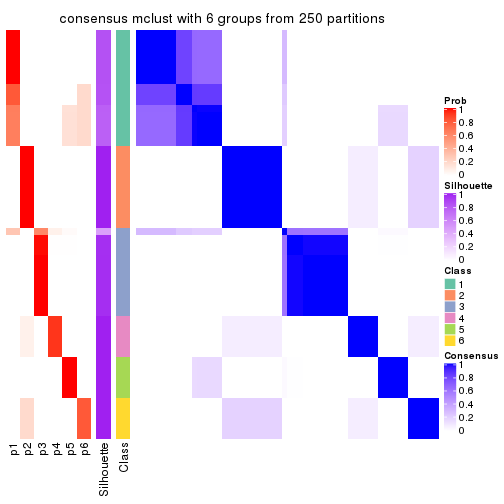 consensus mclust with 6 groups from 250 partitions
Prob
1
0.8
0.6
0.4
0.2
0
Silhouette
1
0.8
0.6
0.4
0.2
0
Class
1
2
3
4
5
6
Consensus
1
0.8
0.6
0.4
0.2
0
p1
p2
p3
p4
p5
p6
Silhouette
Class